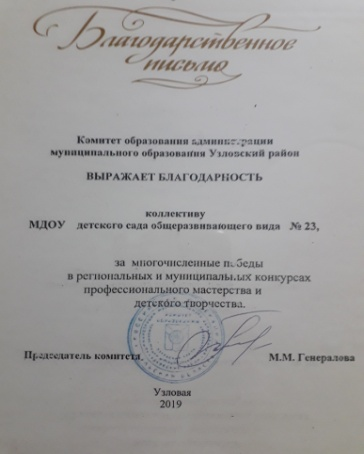 Благодарственное
письмо
Комитет образования администрации
муниципального образования Узловский район
ВЫРАЖАЕТ БЛАГОДАРНОСТЬ
коллективу
МДОУ детского сада общеразвивающего вида № 23,
за многочисленные победы
в региональных и муниципальных конкурсах
профессионального мастерства и
детского творчества.
Председатель комитета М.М. Генералова
Узловая
2019